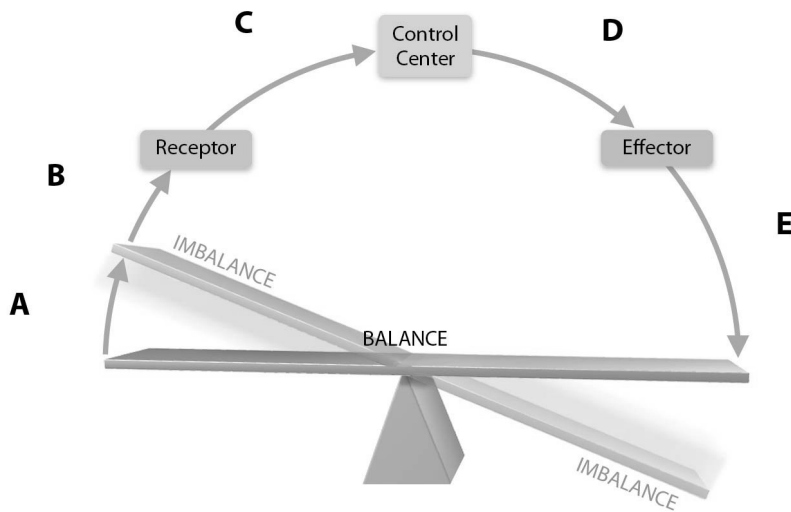 C
Control
Center
D
Receptor
Effector
B
E
IMBALANCE
A
BALANCE
IMBALANCE